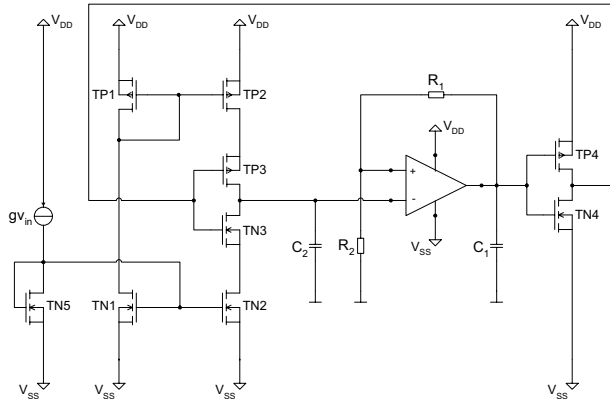 V_DD V_DD V_DD V_DD
TP1 TP2 R_1
V_DD
TP3 TP4
+
gv_in -
TN3 TN4
V_SS
C_2 R_2 C_1
TN5 TN1 TN2
V_SS V_SS V_SS V_SS